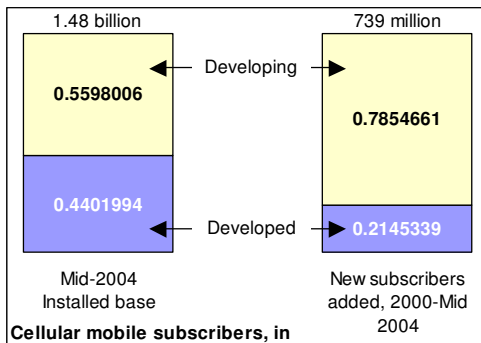 1.48 billion
739 million
Developing
0.5598006
0.7854661
0.4401994
Developed
0.2145339
Mid-2004
Installed base
New subscribers
added, 2000-Mid
2004
Cellular mobile subscribers, in